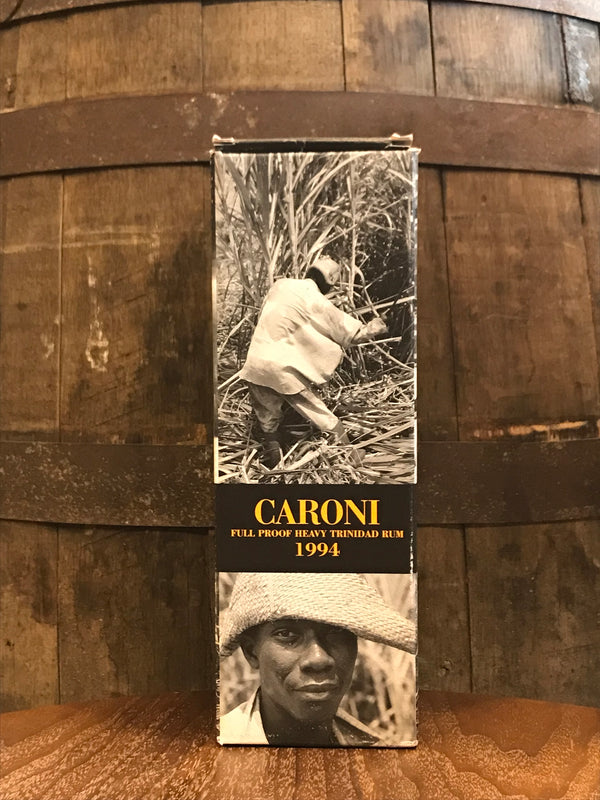 CARONI
FULL PROOF HEAVY TRINIDAD RUM
1994